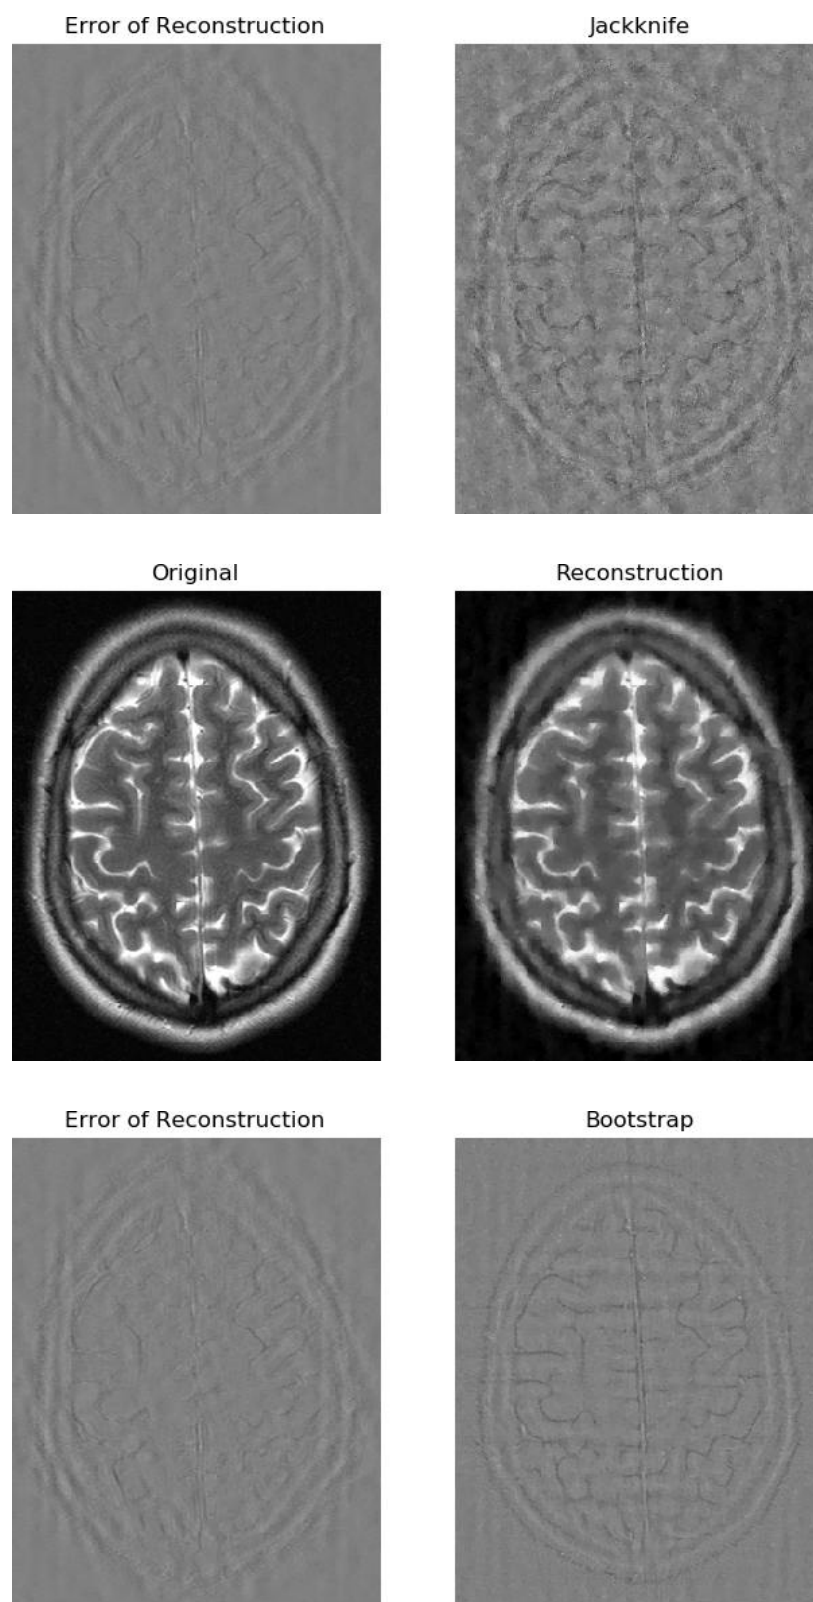 Error of Reconstruction
Jackknife
Original
Reconstruction
Error of Reconstruction
Bootstrap